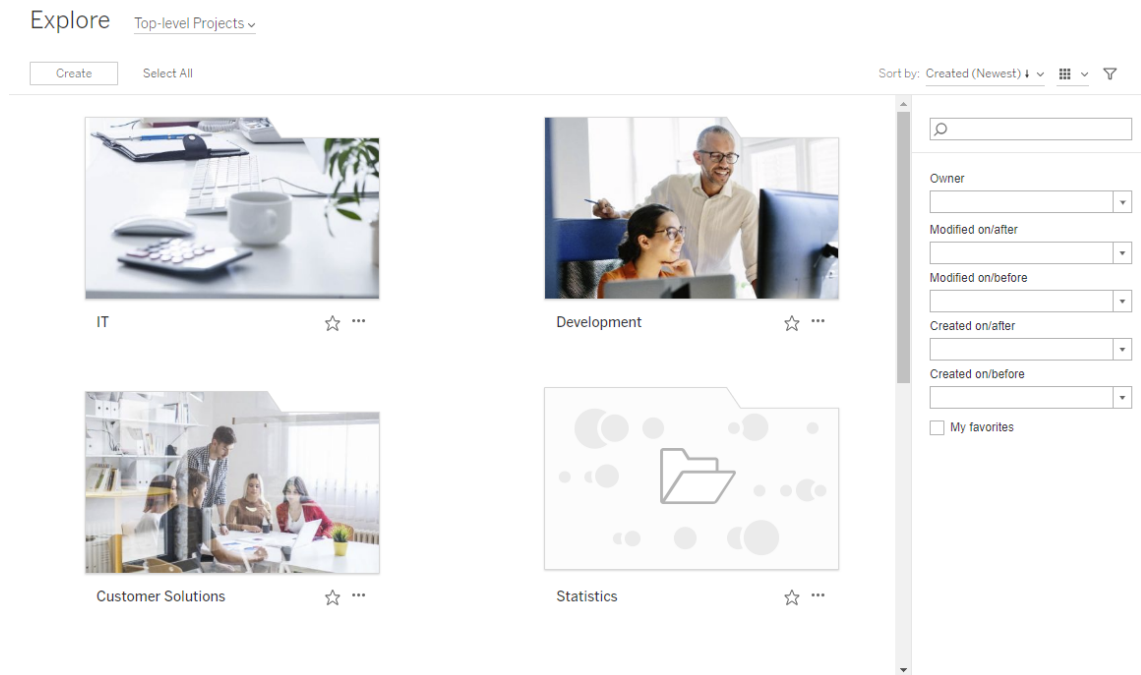 Explore Top-level Projects
Create Select All Sort by: Created (Newest)
Owner
Modified on/after
Modified on/before
Created on/after
Created on/before
My favorites
IT
Development
Customer Solutions
Statistics